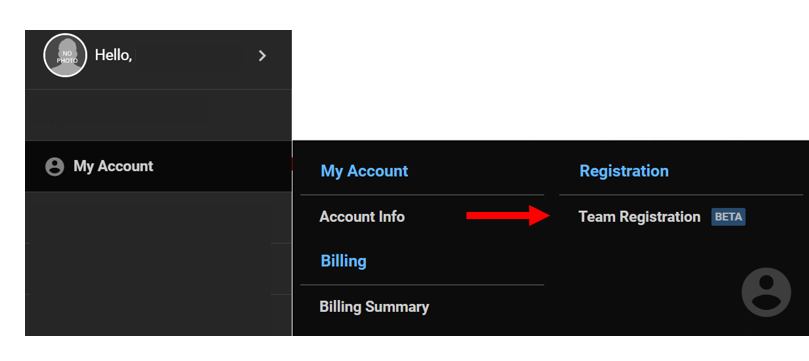 NO
PHOTO
Hello,
My Account
My Account
Account Info
Billing
Billing Summary
Registration
Team Registration BETA